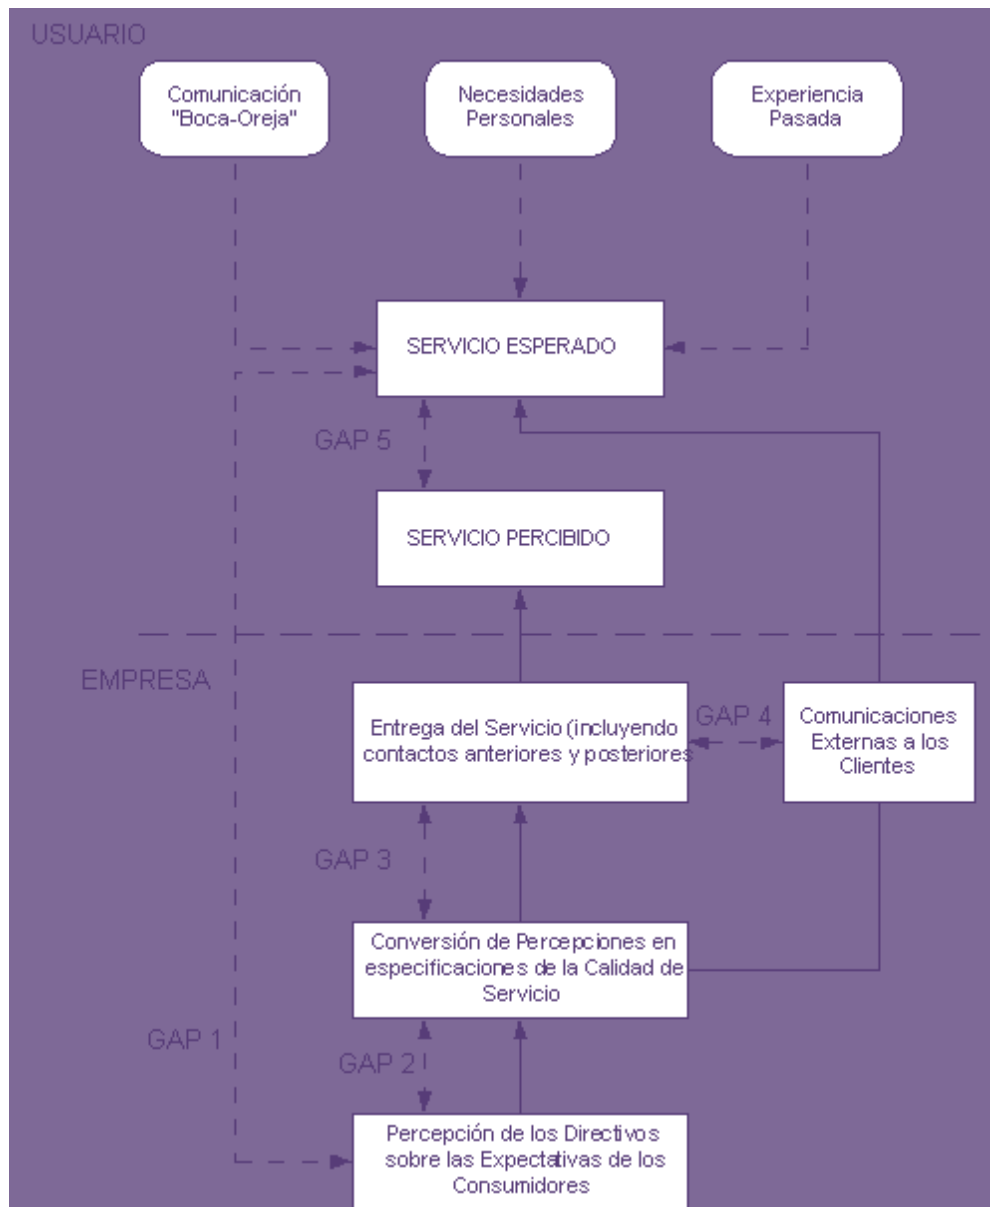 USUARIO
Comunicación
"Boca-Oreja"
Necesidades
Personales
Experiencia
Pasada
SERVICIO ESPERADO
GAP 5
SERVICIO PERCIBIDO
EMPRESA
Entrega del Servicio (incluyendo
contactos anteriores y posteriores
GAP 4
Comunicaciones
Externas a los
Clientes
GAP 3
Conversión de Percepciones en
especificaciones de la Calidad de
Servicio
GAP 1
GAP 2
Percepción de los Directivos
sobre las Expectativas de los
Consumidores